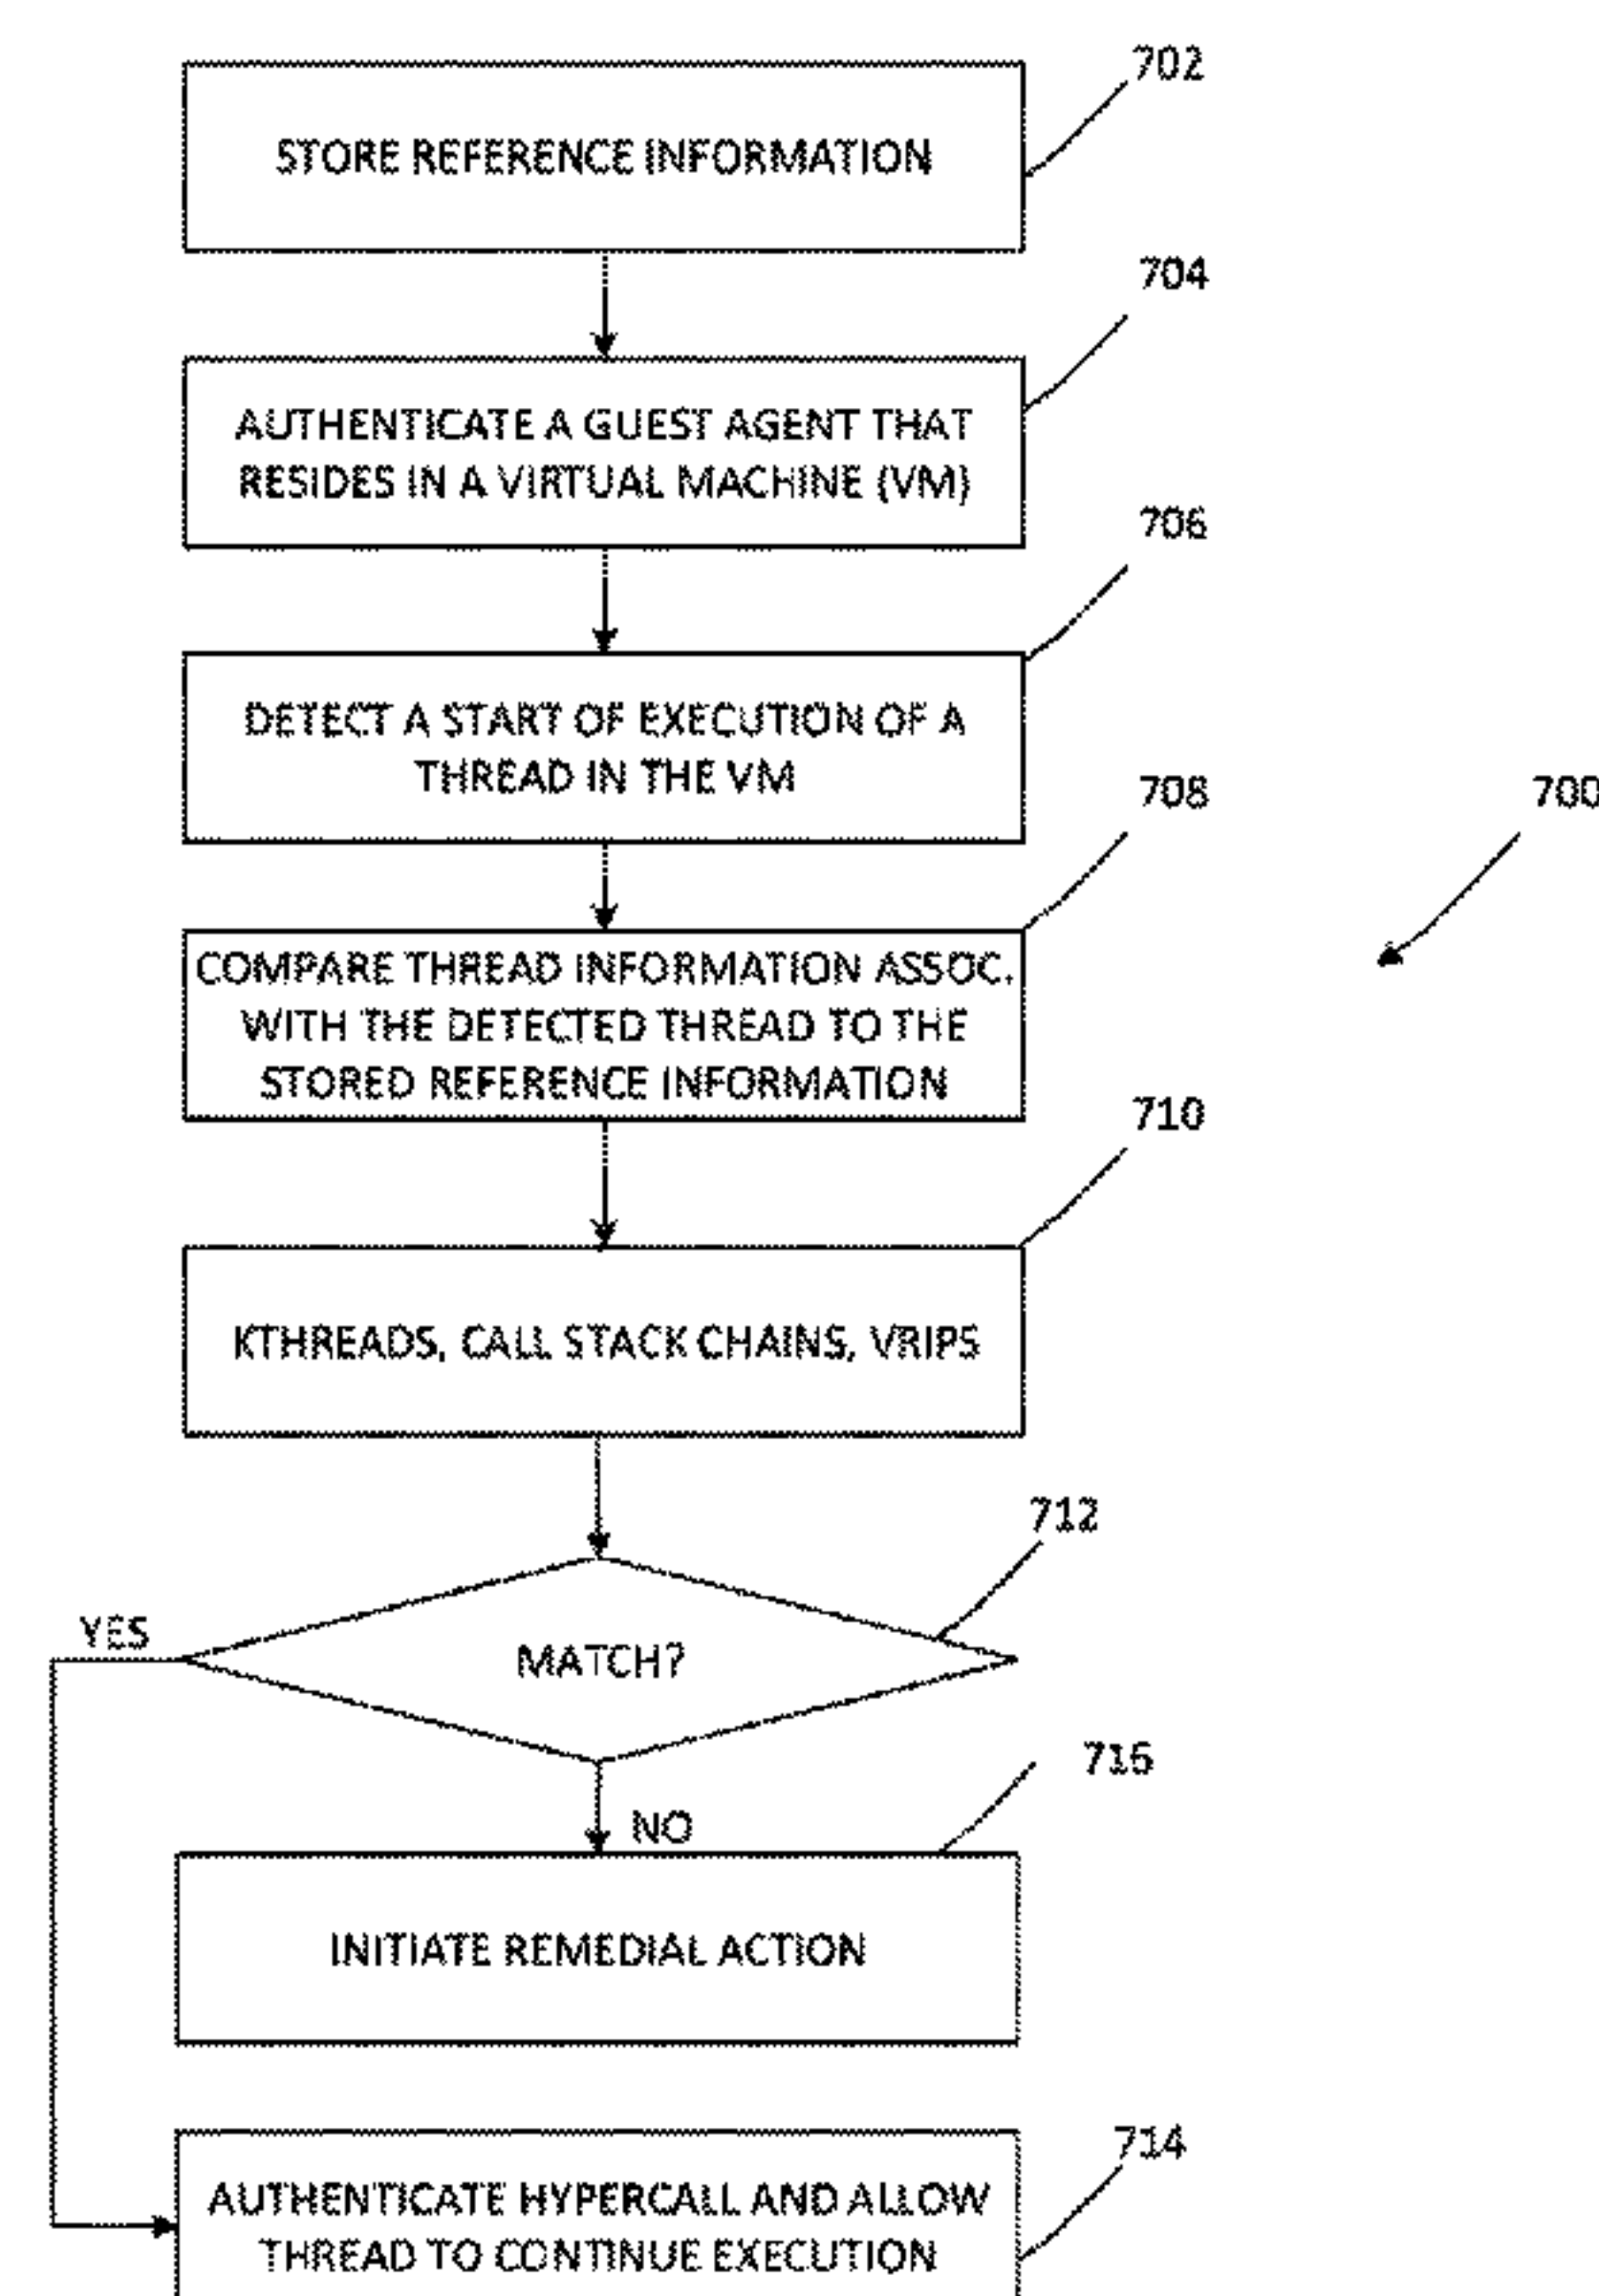 702
STORE REFERENCE INFORMATION
704
AUTHENTICATE A GUEST AGENT THAT
RESIDES IN A VIRTUAL MACHINE (VM)
706
DETECT A START OF EXECUTION OF A
THREAD IN THE VM
708
700
COMPARE THREAD INFORMATION ASSOC.
WITH THE DETECTED THREAD TO THE
STORED REFERENCE INFORMATION
710
KTHREADS, CALL STACK CHAINS, VRIPS
712
YES
MATCH?
716
NO
INITIATE REMEDIAL ACTION
714
AUTHENTICATE HYPERCALL AND ALLOW
THREAD TO CONTINUE EXECUTION